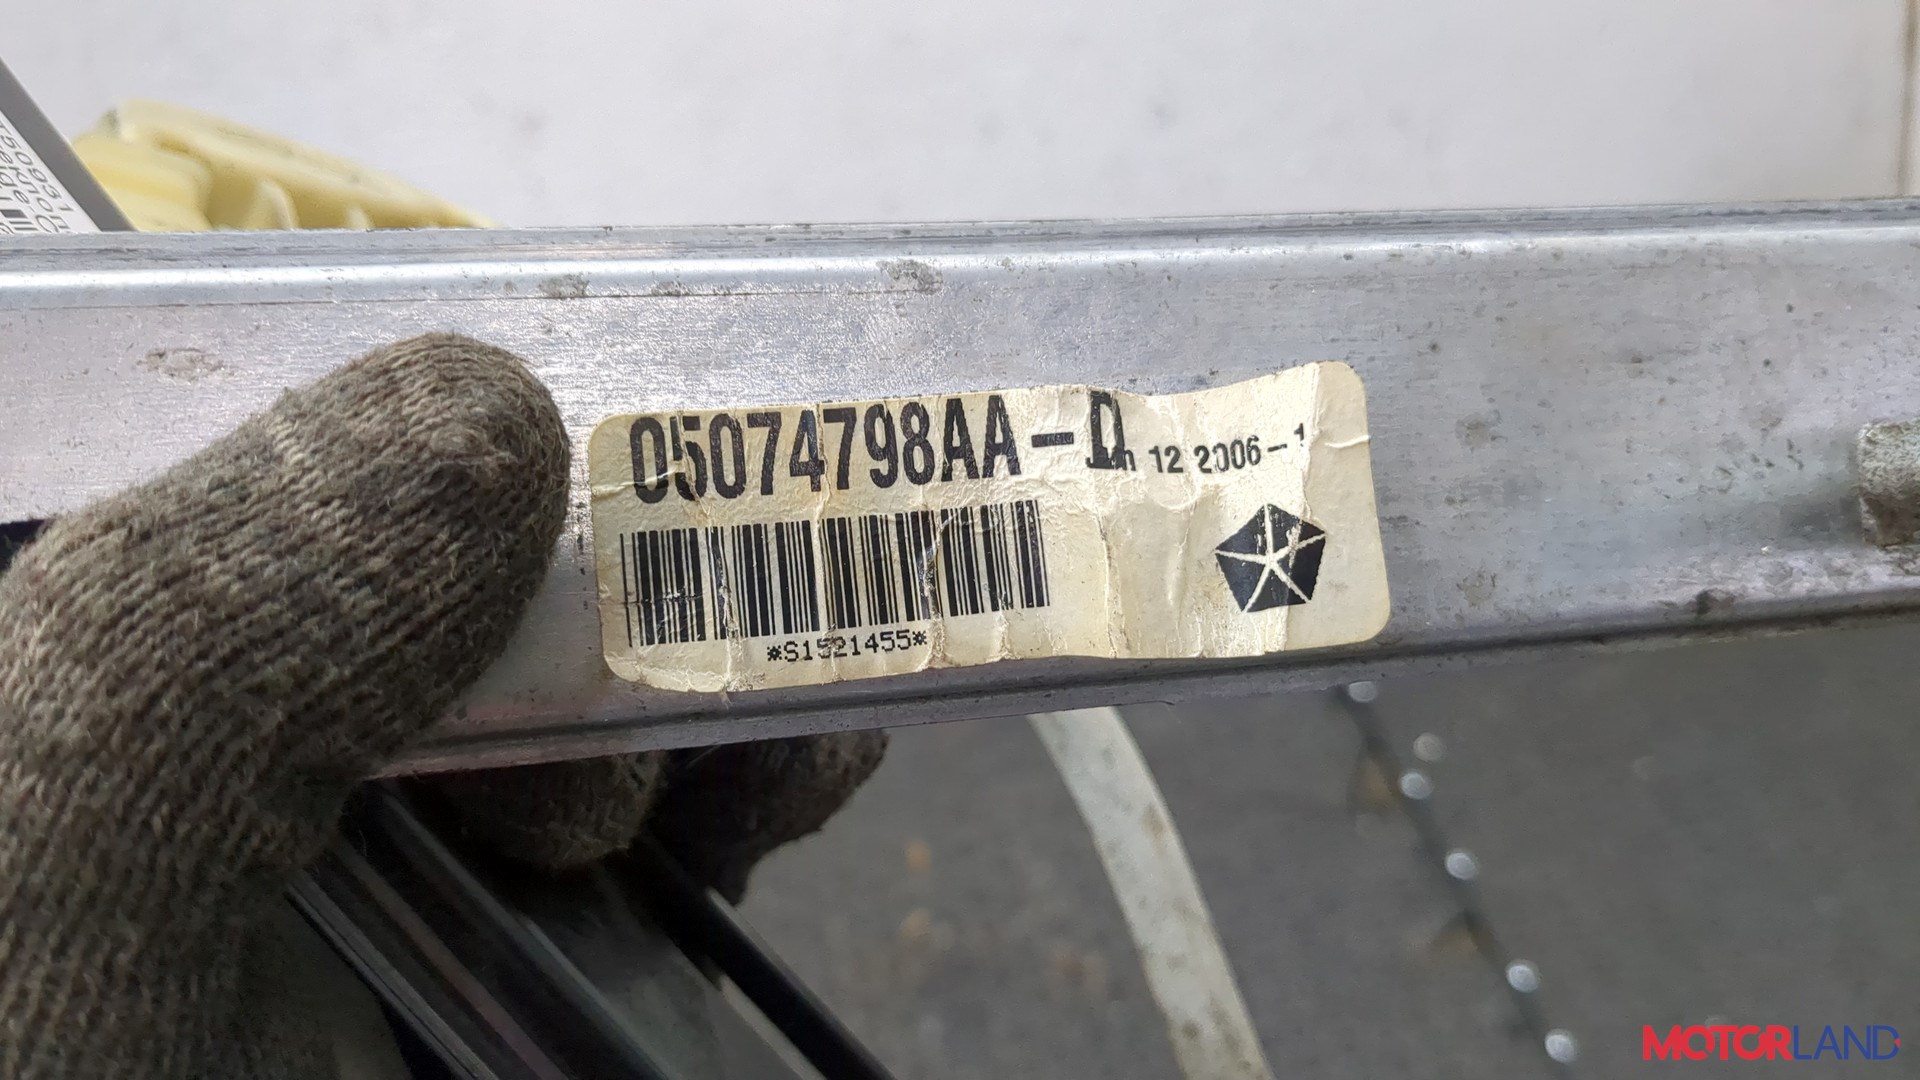 05074798AA-D
12 2006-1
*S1521455*
MOTORLAND